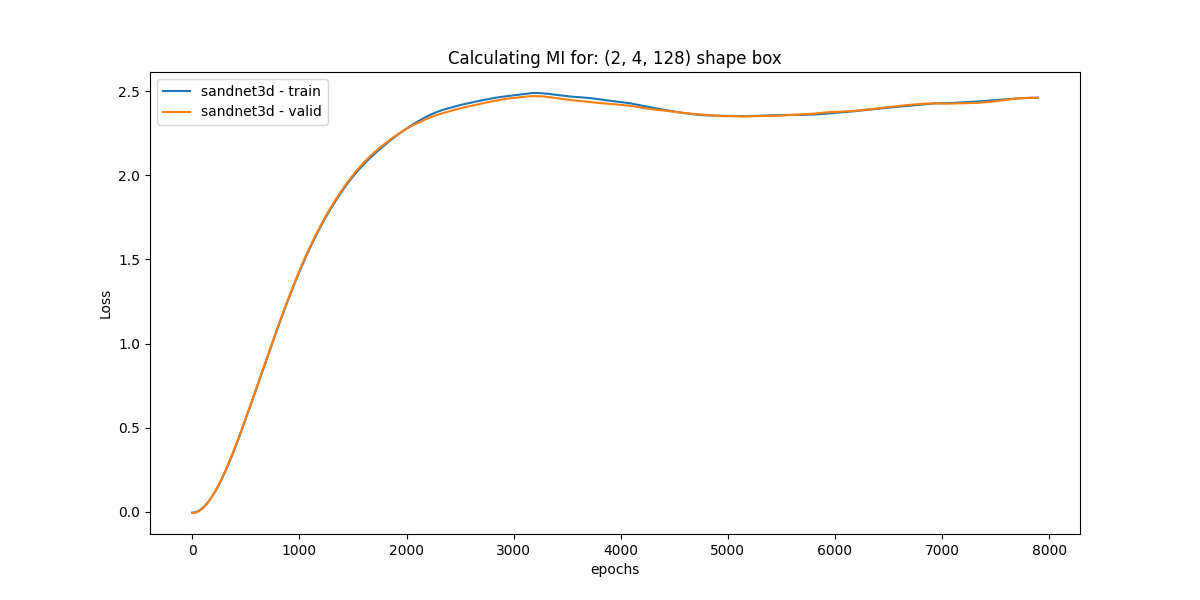 Calculating MI for: (2, 4, 128) shape box
sandnet3d - train
sandnet3d - valid
2.5
2.0
1.5
1.0
0.5
0.0
Loss
0 1000 2000 3000 4000 5000 6000 7000 8000
epochs